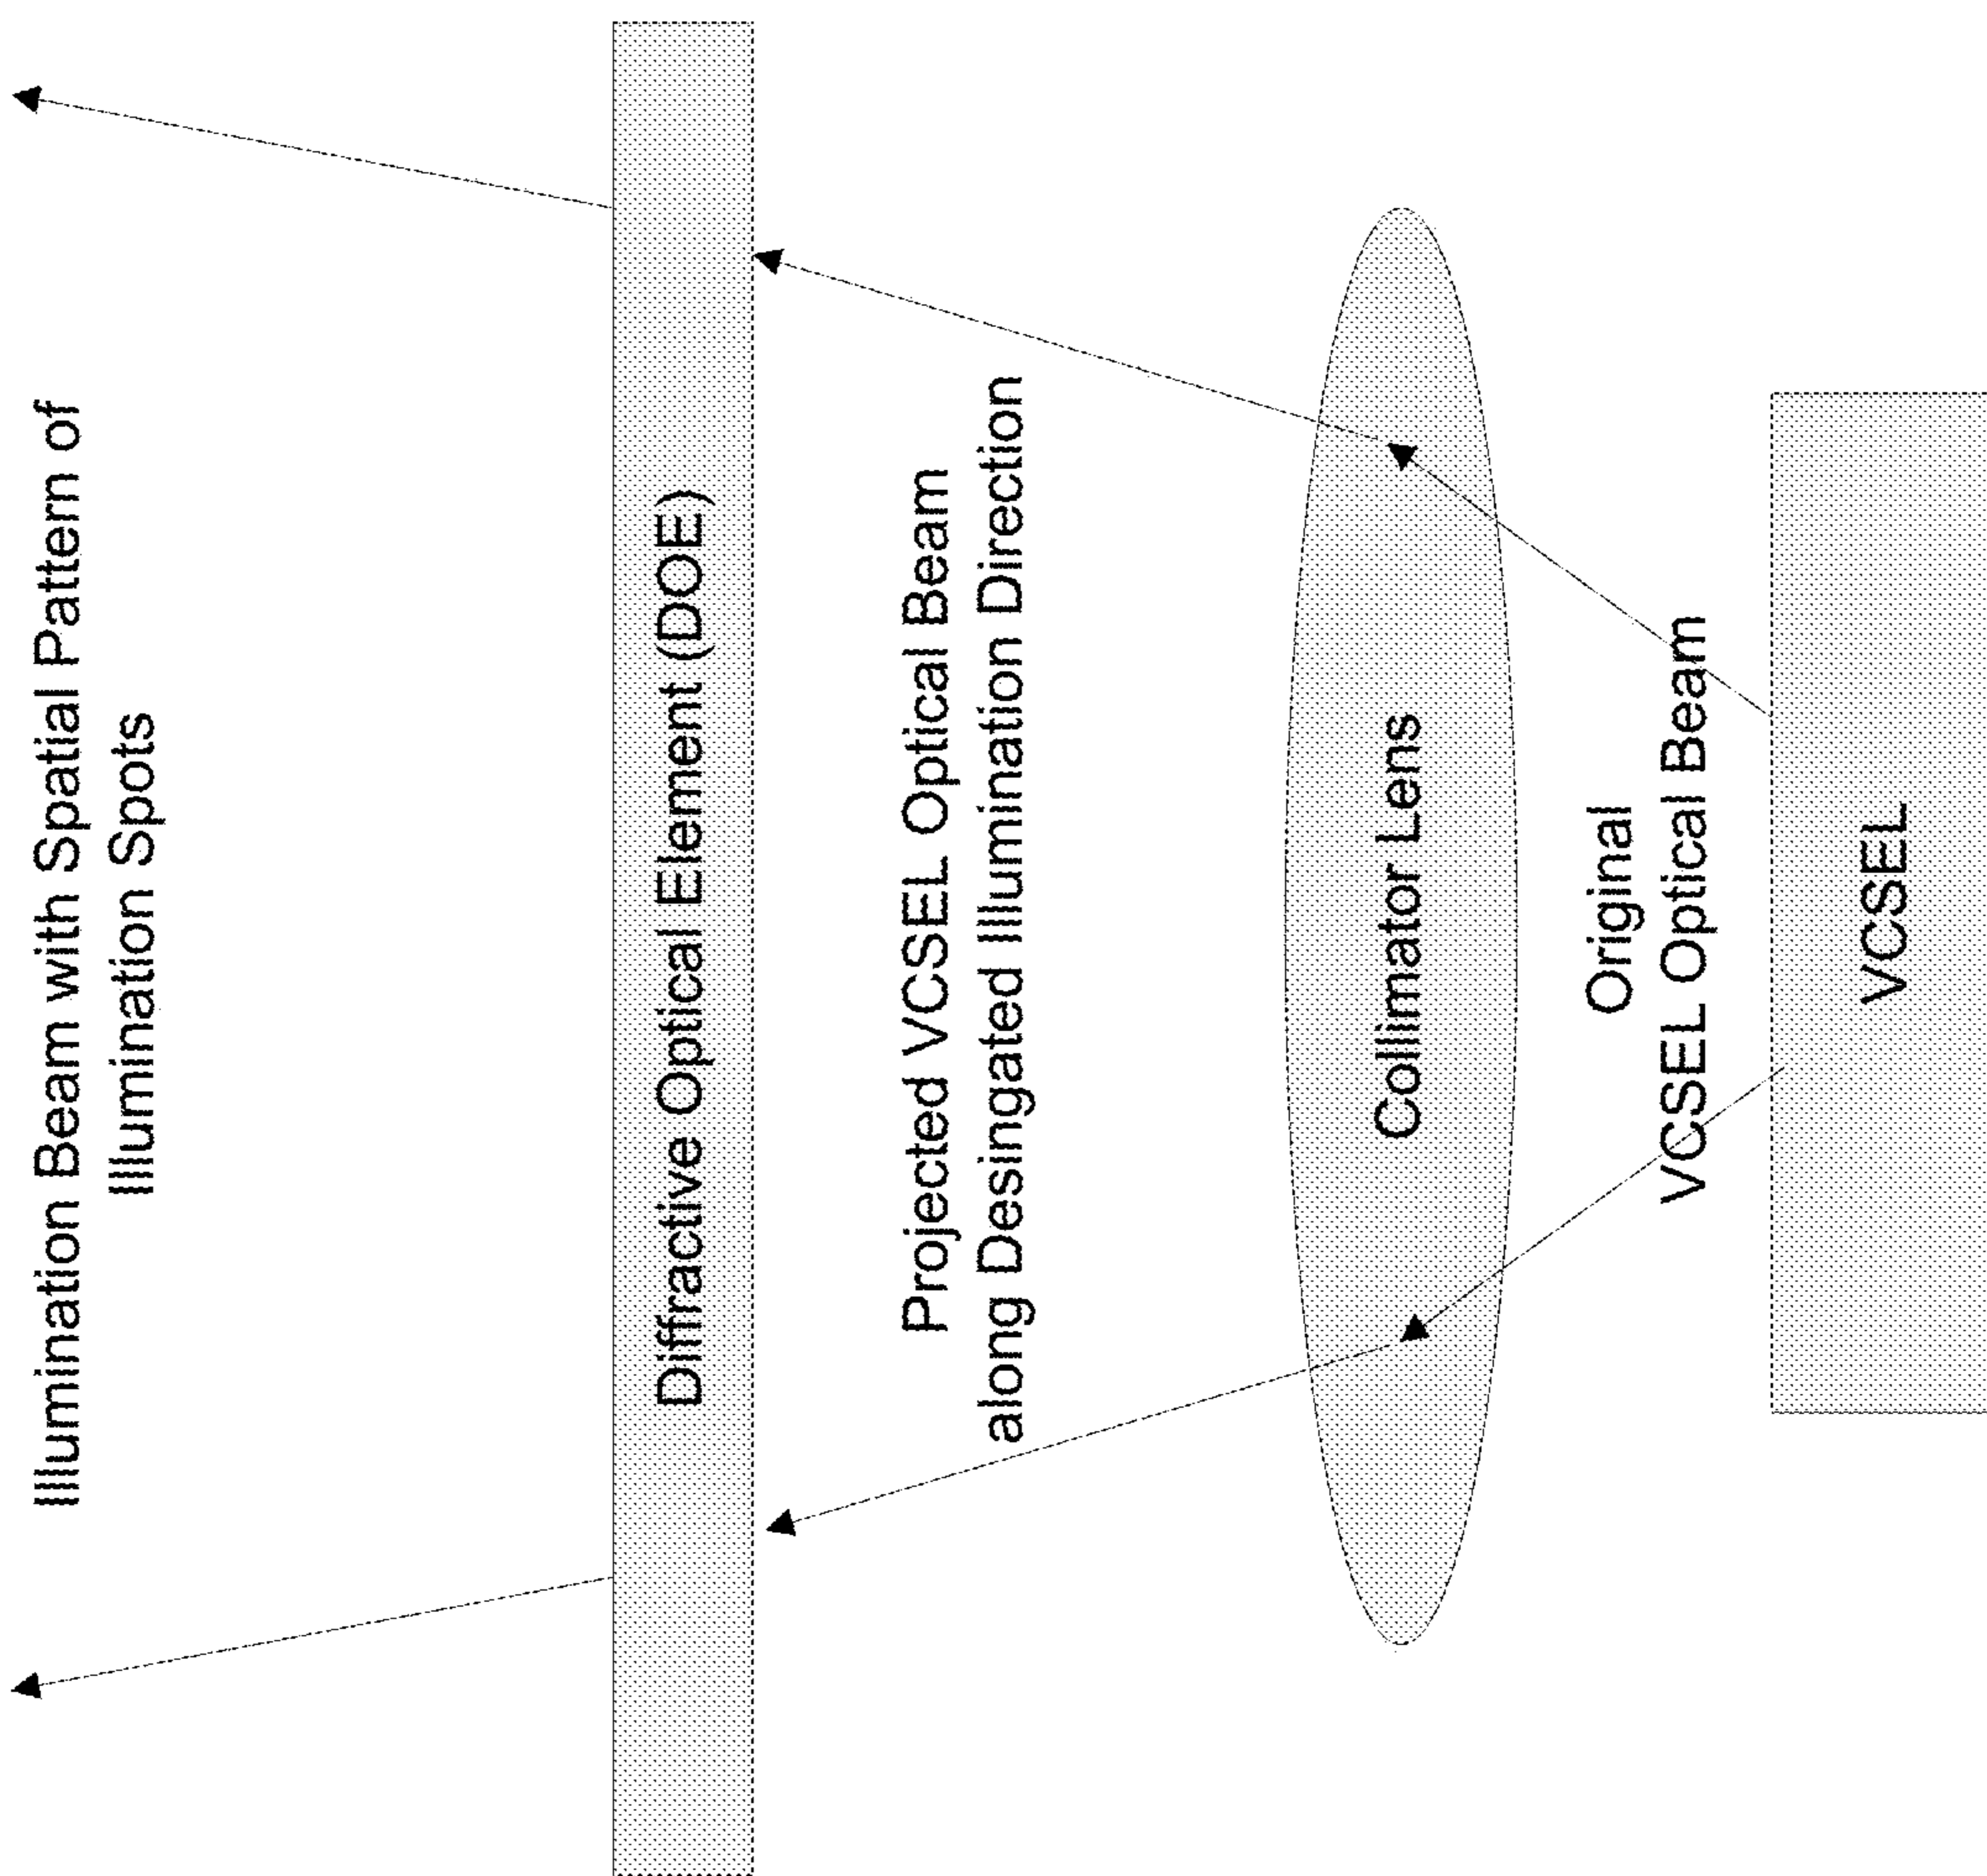 Illumination Beam with Spatial Pattern of
Illumination Spots
Diffractive Optical Element (DOE)
Projected VCSEL Optical Beam
along Desingated Illumination Direction
Collimator Lens
Original
VCSEL Optical Beam
VCSEL